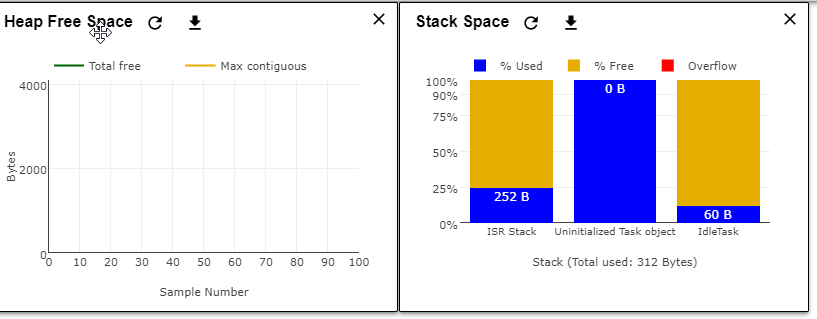 Heap Free Space
Total free
Max contiguous
4000
2000
0
Bytes
0 10 20 30 40 50 60 70 80 90 100
Sample Number
Stack Space
% Used
% Free
Overflow
100%
90%
75%
50%
25%
0%
252 B
0 B
60 B
ISR Stack
Uninitialized Task object
IdleTask
Stack (Total used: 312 Bytes)